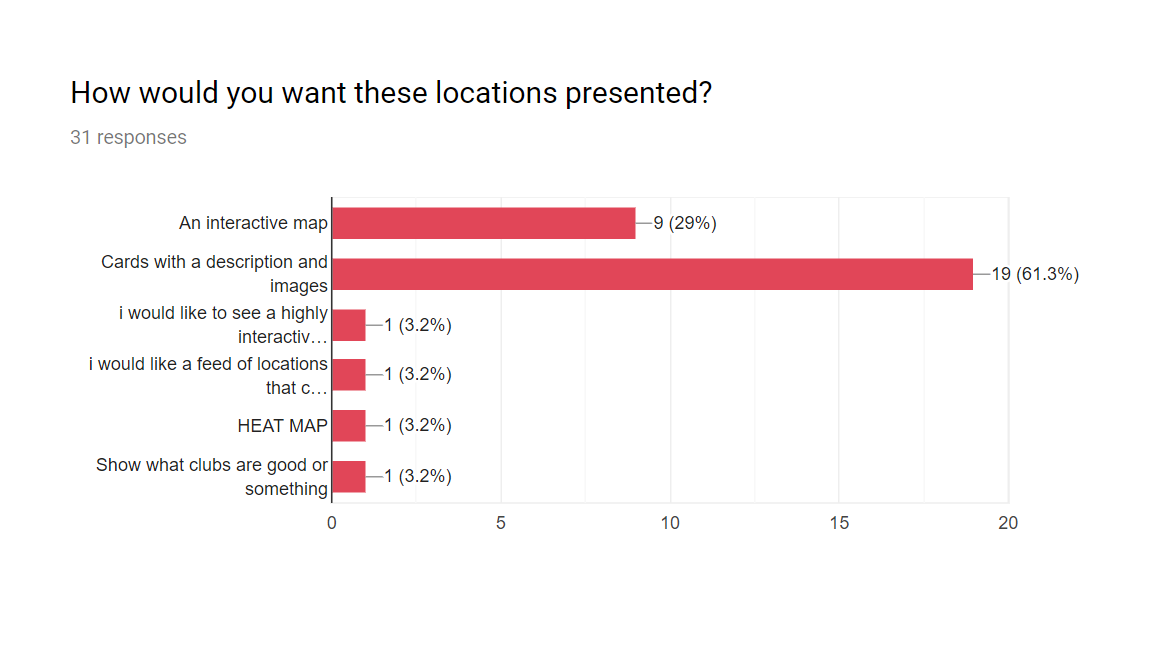 How would you want these locations presented?
31 responses
An interactive map
9 (29%)
Cards with a description and
images
19 (61.3%)
i would like to see a highly
interactiv…
1 (3.2%)
i would like a feed of locations
that c…
1 (3.2%)
HEAT MAP
1 (3.2%)
Show what clubs are good or
something
1 (3.2%)
0 5 10 15 20